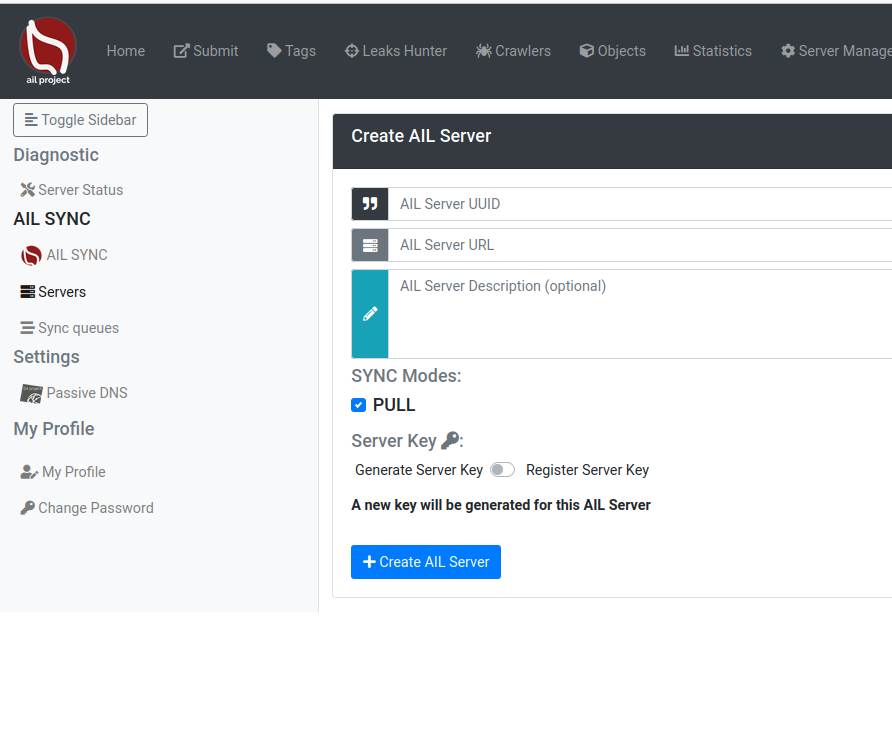 ail project
Home Submit Tags Leaks Hunter Crawlers Objects Statistics Server Manage
Toggle Sidebar
Diagnostic
Server Status
AIL SYNC
AIL SYNC
Servers
Sync queues
Settings
Passive DNS
My Profile
My Profile
Change Password
Create AIL Server
AIL Server UUID
AIL Server URL
AIL Server Description (optional)
SYNC Modes:
PULL
Server Key :
Generate Server Key Register Server Key
A new key will be generated for this AIL Server
Create AIL Server